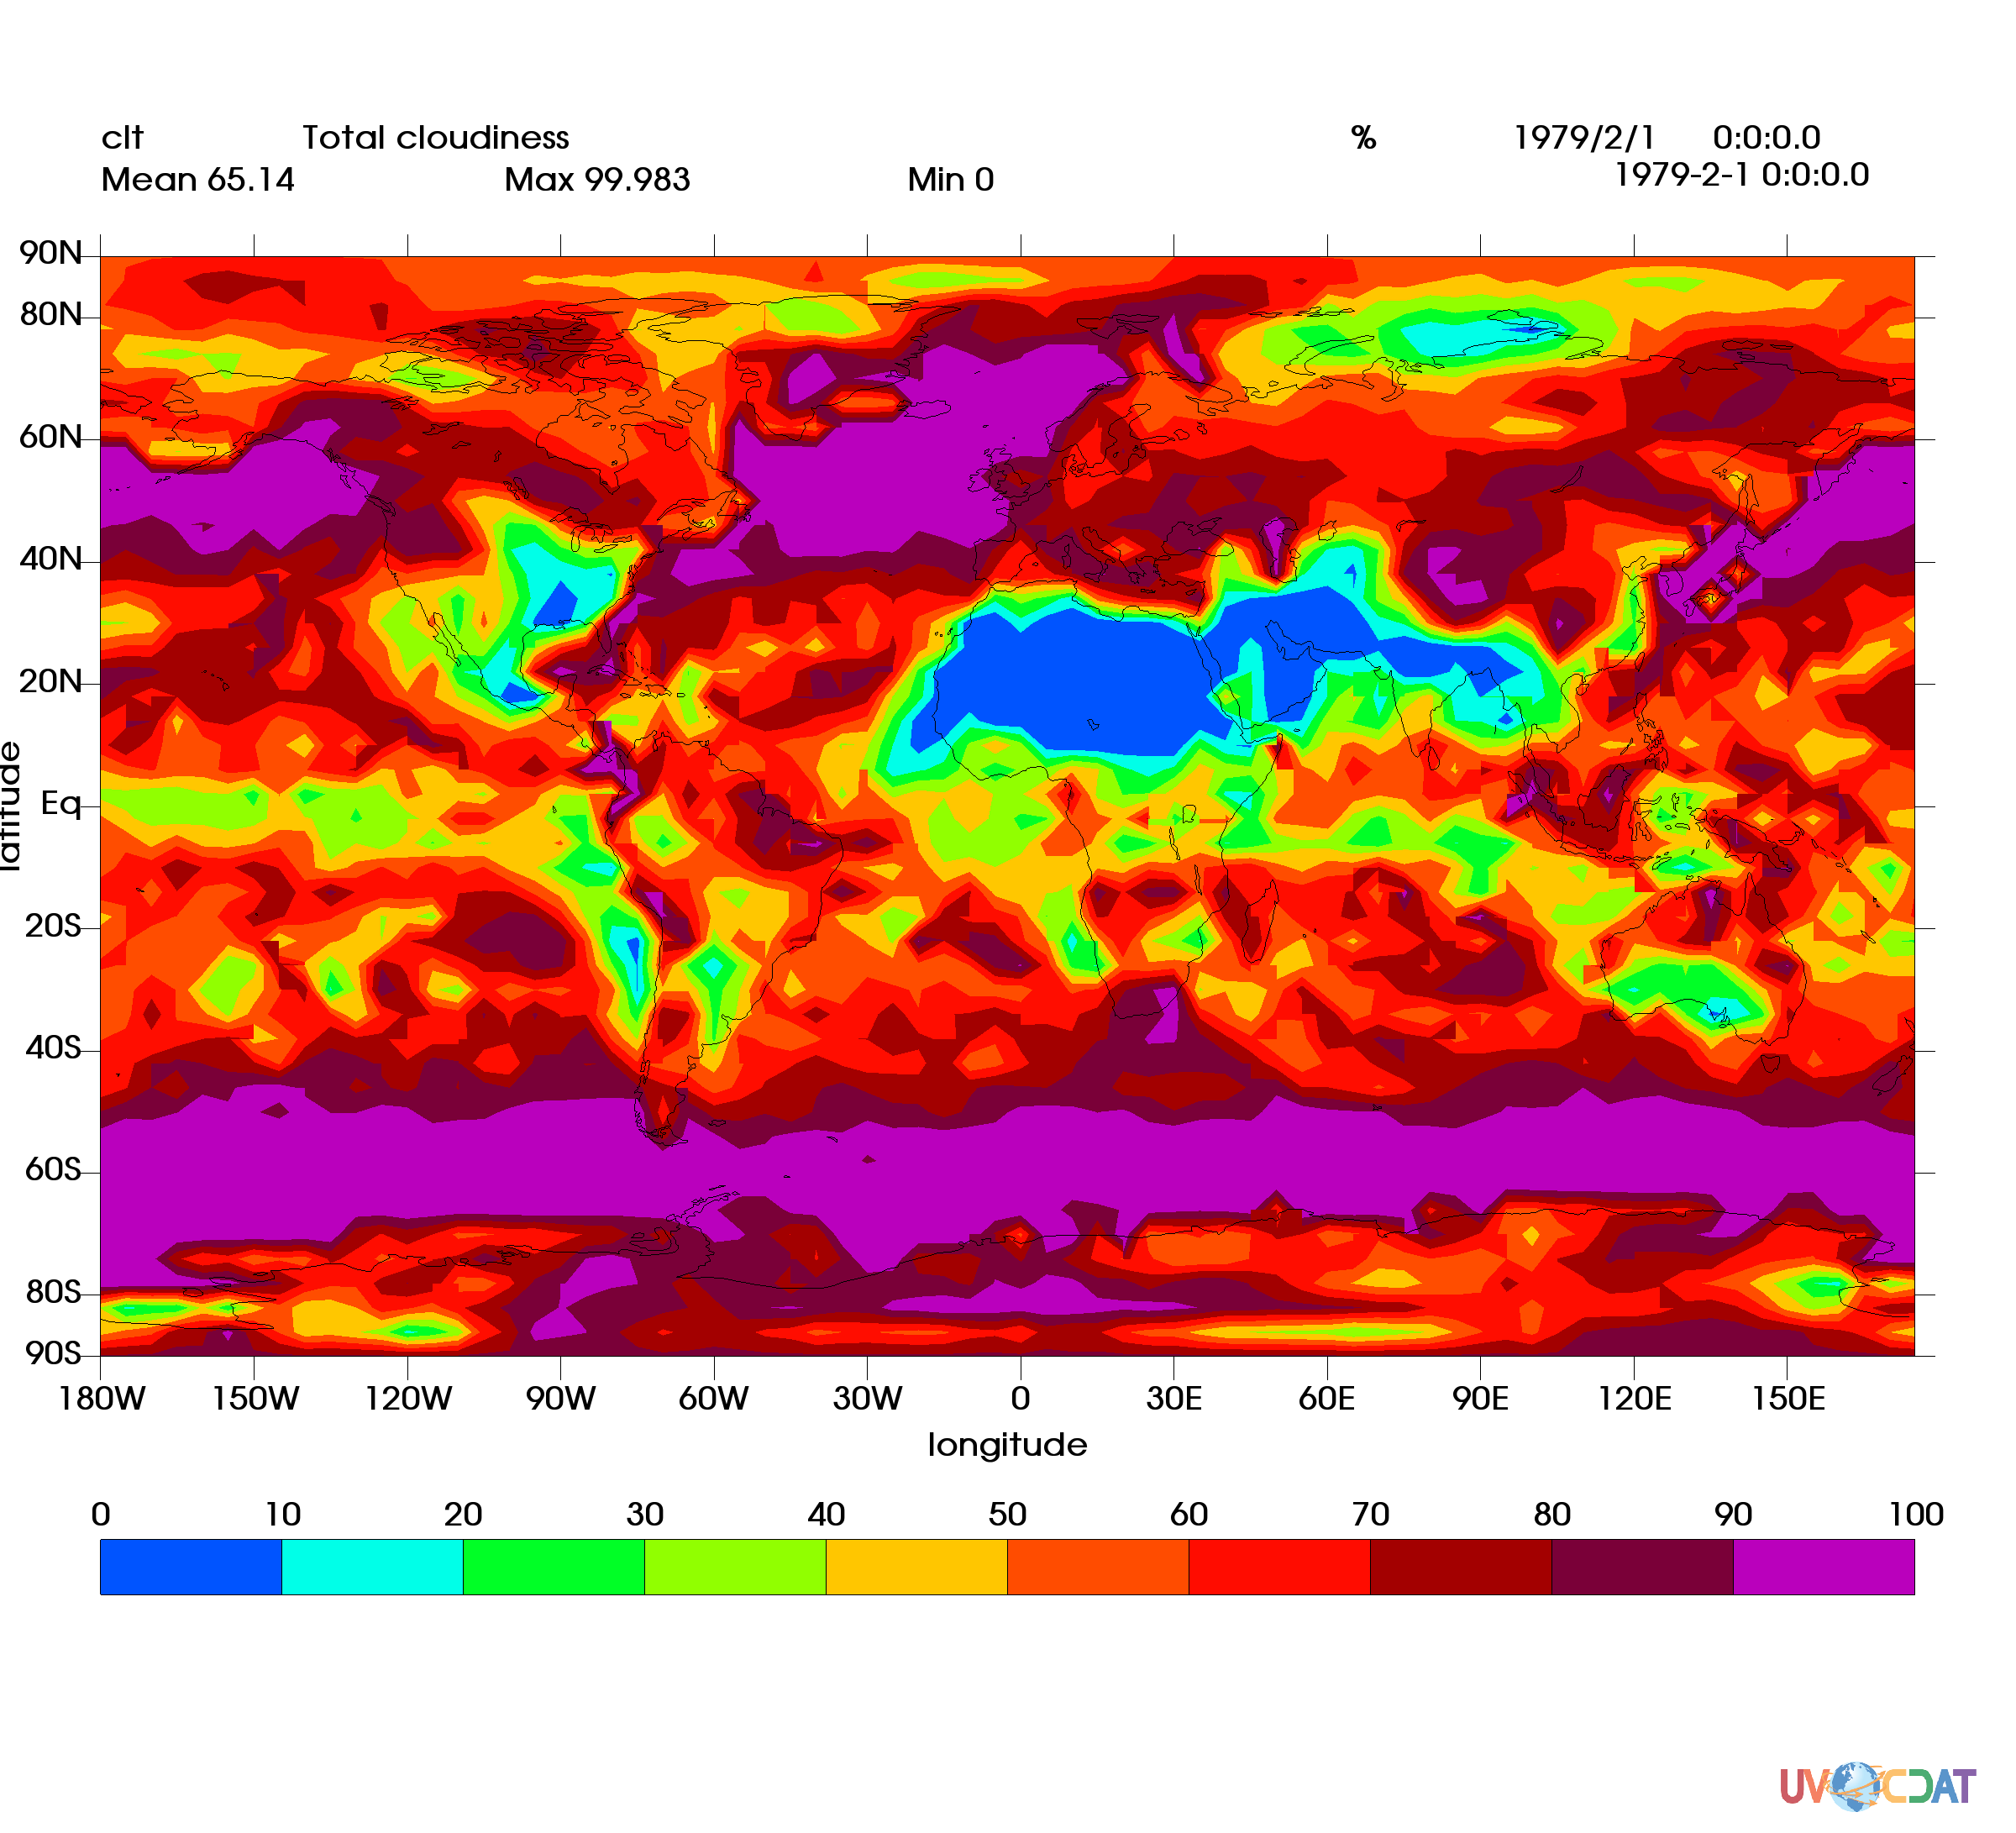 clt Total cloudiness % 1979/2/1 0:0:0.0
Mean 65.14 Max 99.983 Min 0 1979-2-1 0:0:0.0
90N
80N
60N
40N
20N
Eq
20S
40S
60S
80S
90S
latitude
180W 150W 120W 90W 60W 30W 0 30E 60E 90E 120E 150E
longitude
0 10 20 30 40 50 60 70 80 90 100
UV CDAT